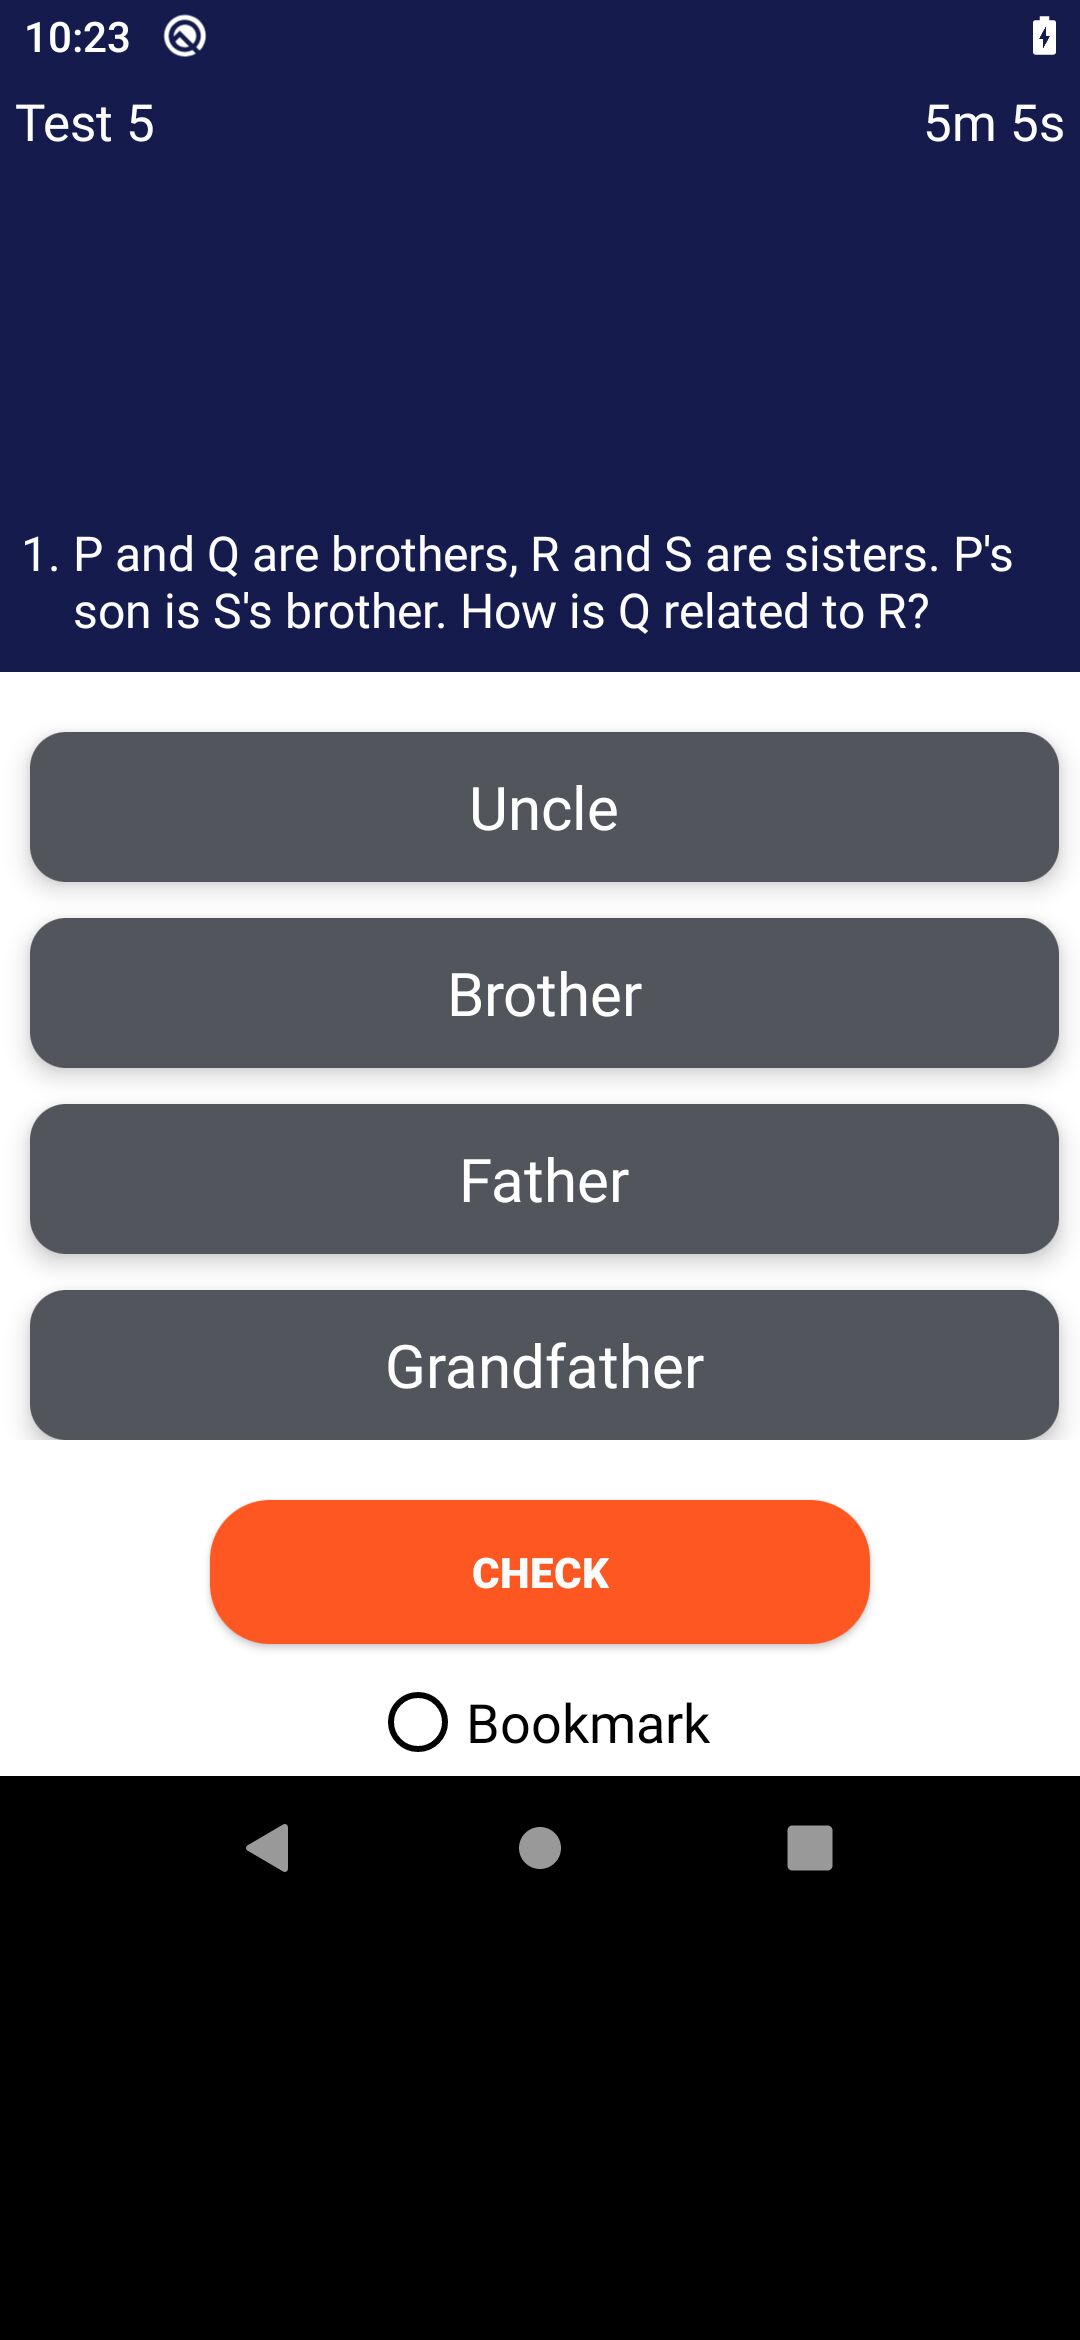 10:23
Test 5
5m 5s
1. P and Q are brothers, R and S are sisters. P's
son is S's brother. How is Q related to R?
Uncle
Brother
Father
Grandfather
CHECK
Bookmark